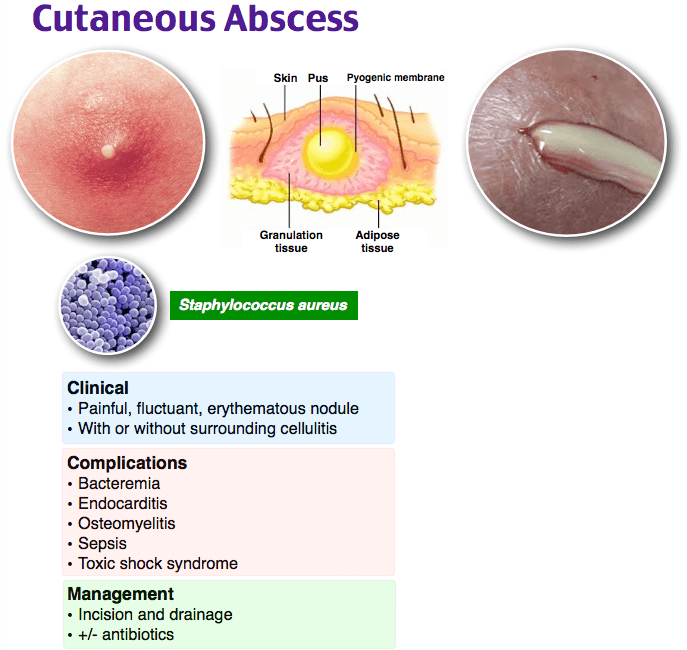 Cutaneous Abscess
Skin Pus Pyogenic membrane
Granulation tissue
Adipose tissue
Staphylococcus aureus
Clinical
• Painful, fluctuant, erythematous nodule
• With or without surrounding cellulitis
Complications
• Bacteremia
• Endocarditis
• Osteomyelitis
• Sepsis
• Toxic shock syndrome
Management
• Incision and drainage
• +/- antibiotics